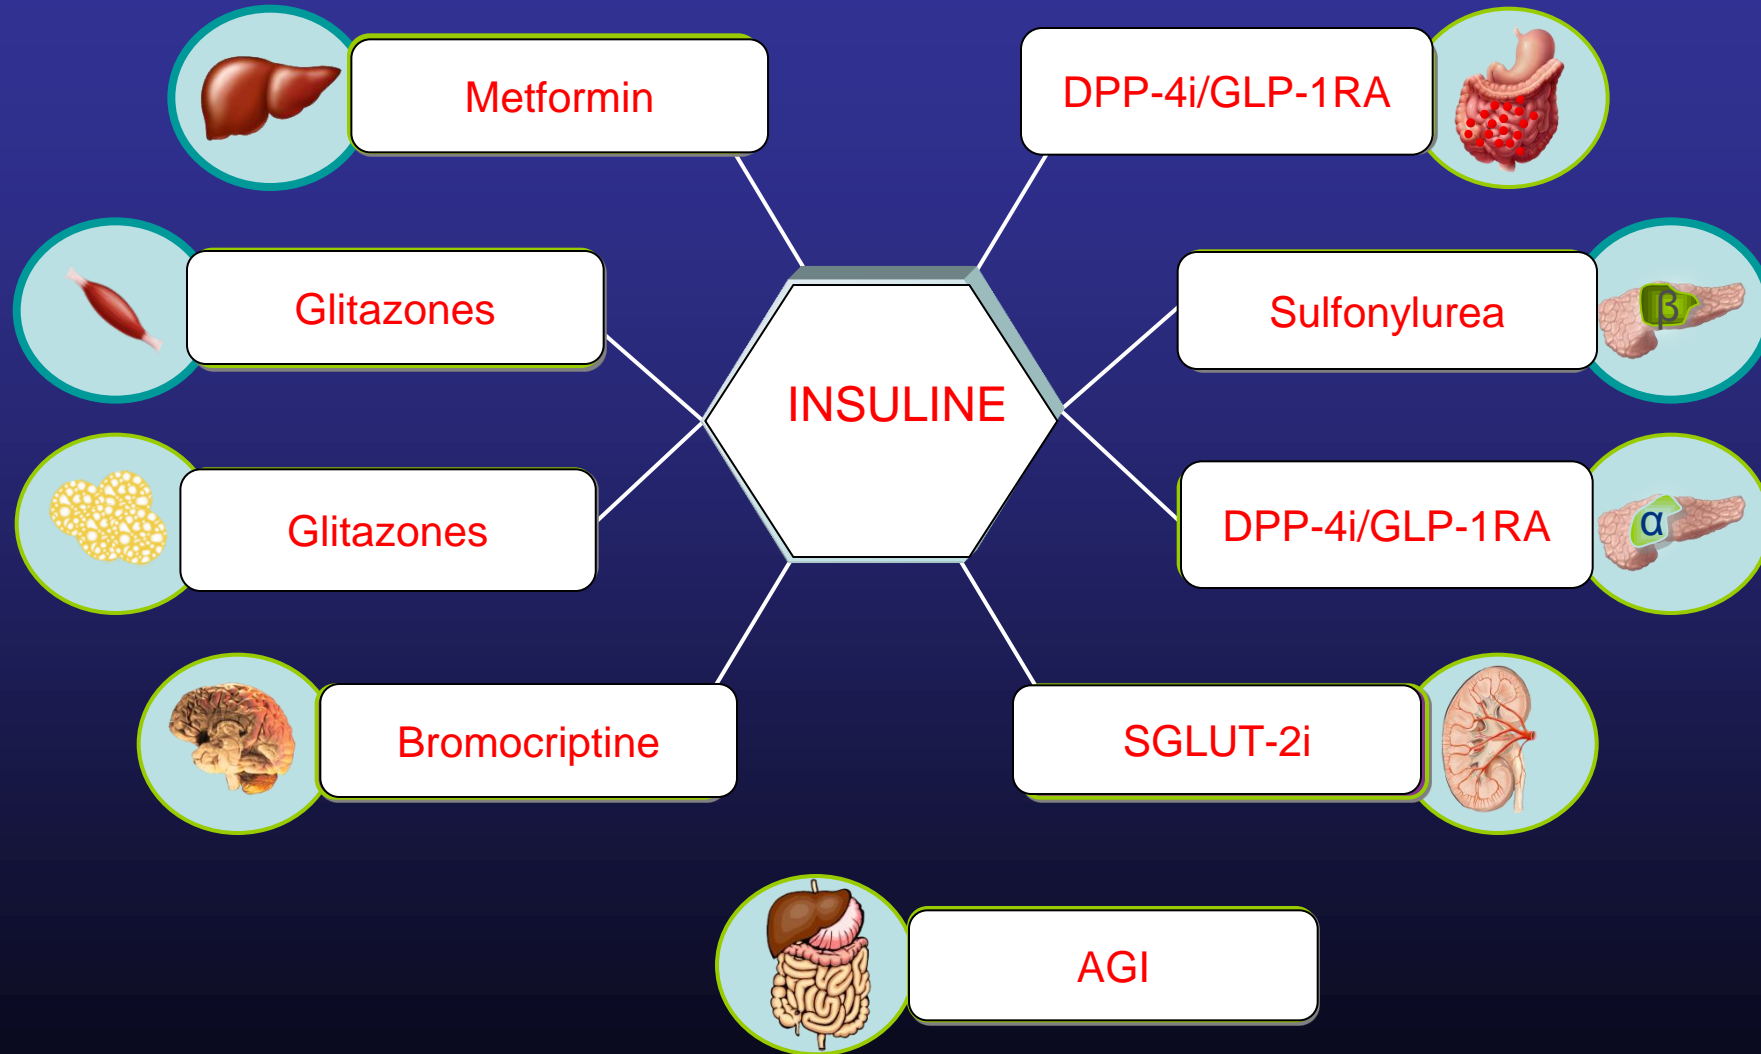 Metformin
DPP-4i/GLP-1RA
Glitazones
Sulfonylurea
β
INSULINE
Glitazones
DPP-4i/GLP-1RA
α
Bromocriptine
SGLUT-2i
AGI